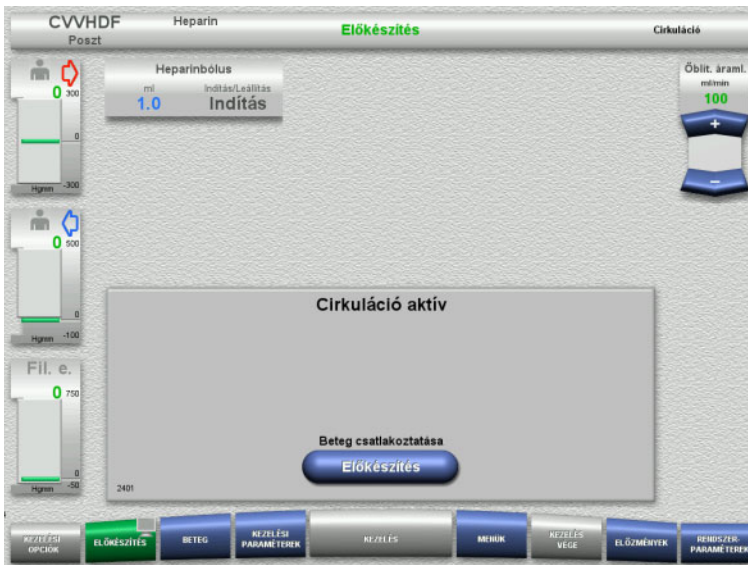 CVVHDF Heparin Előkészítés Cirkuláció
Poszt
0 300
0
Hgmm -300
Heparinbólus
ml Indítás/Leállítás
1.0 Indítás
Öblít. áraml.
ml/min
100
+
–
0 500
0
Hgmm -100
Fil. e.
0 750
0
Hgmm -50
Cirkuláció aktív
Beteg csatlakoztatása
Előkészítés
2401
KEZELÉSI OPCIÓK
ELŐKÉSZÍTÉS
BETEG
KEZELÉSI PARAMÉTEREK
KEZELÉS
MENÜK
KEZELÉS VÉGE
ELŐZMÉNYEK
RENDSZER-PARAMÉTEREK